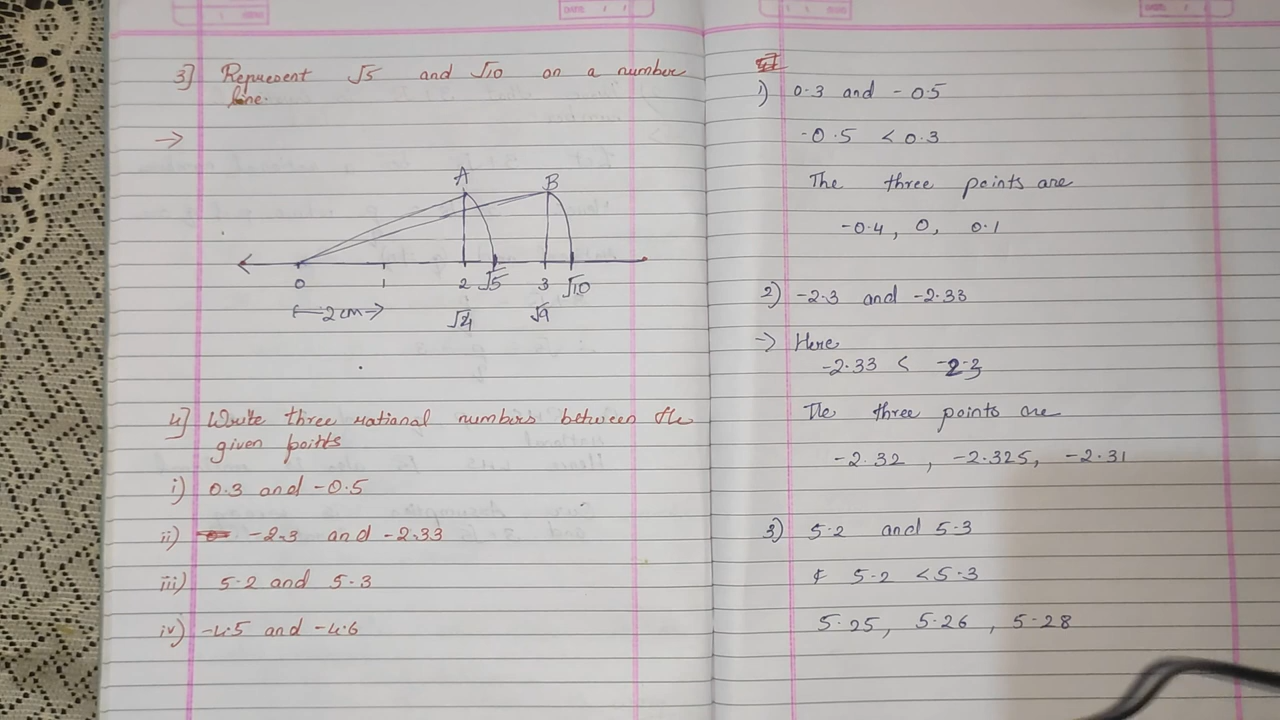 3] Represent √5 and √10 on a number
line.
→
A B
0 1 2 √5 3 √10
2 cm √4 √9
4] Write three rational numbers between the
given points
i) 0.3 and -0.5
ii) -2.3 and -2.33
iii) 5.2 and 5.3
iv) -4.5 and -4.6
1) 0.3 and -0.5
-0.5 < 0.3
The three points are
-0.4, 0, 0.1
2) -2.3 and -2.33
→ Here
-2.33 < -2.3
The three points are
-2.32, -2.325, -2.31
3) 5.2 and 5.3
5.2 < 5.3
5.25, 5.26, 5.28